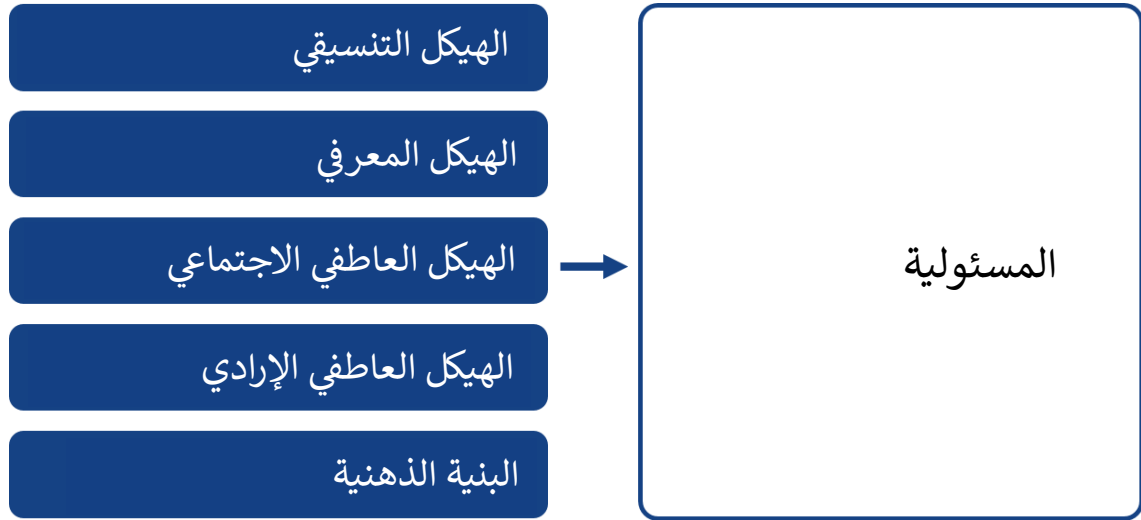 الهيكل التنسيقي
الهيكل المعرفي
الهيكل العاطفي الاجتماعي
الهيكل العاطفي الإرادي
البنية الذهنية
المسئولية